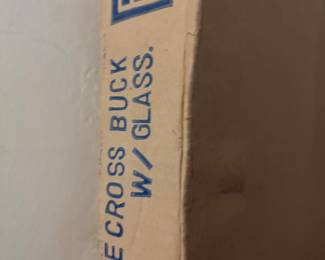 E CROSS BUCK
W/ GLASS.